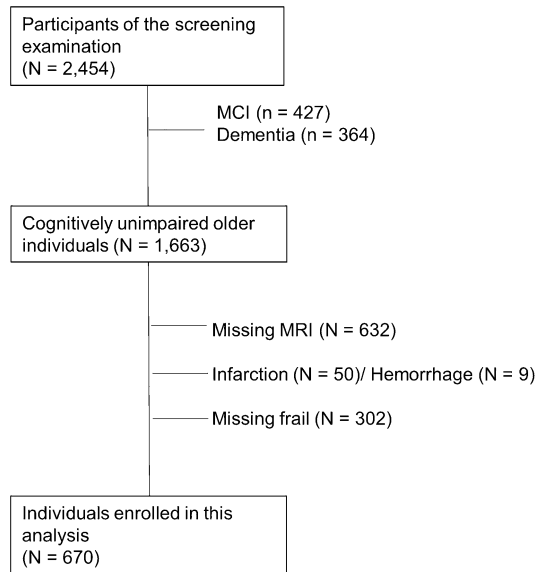 Participants of the screening
examination
(N = 2,454)
MCI (n = 427)
Dementia (n = 364)
Cognitively unimpaired older
individuals (N = 1,663)
Missing MRI (N = 632)
Infarction (N = 50)/ Hemorrhage (N = 9)
Missing frail (N = 302)
Individuals enrolled in this
analysis
(N = 670)